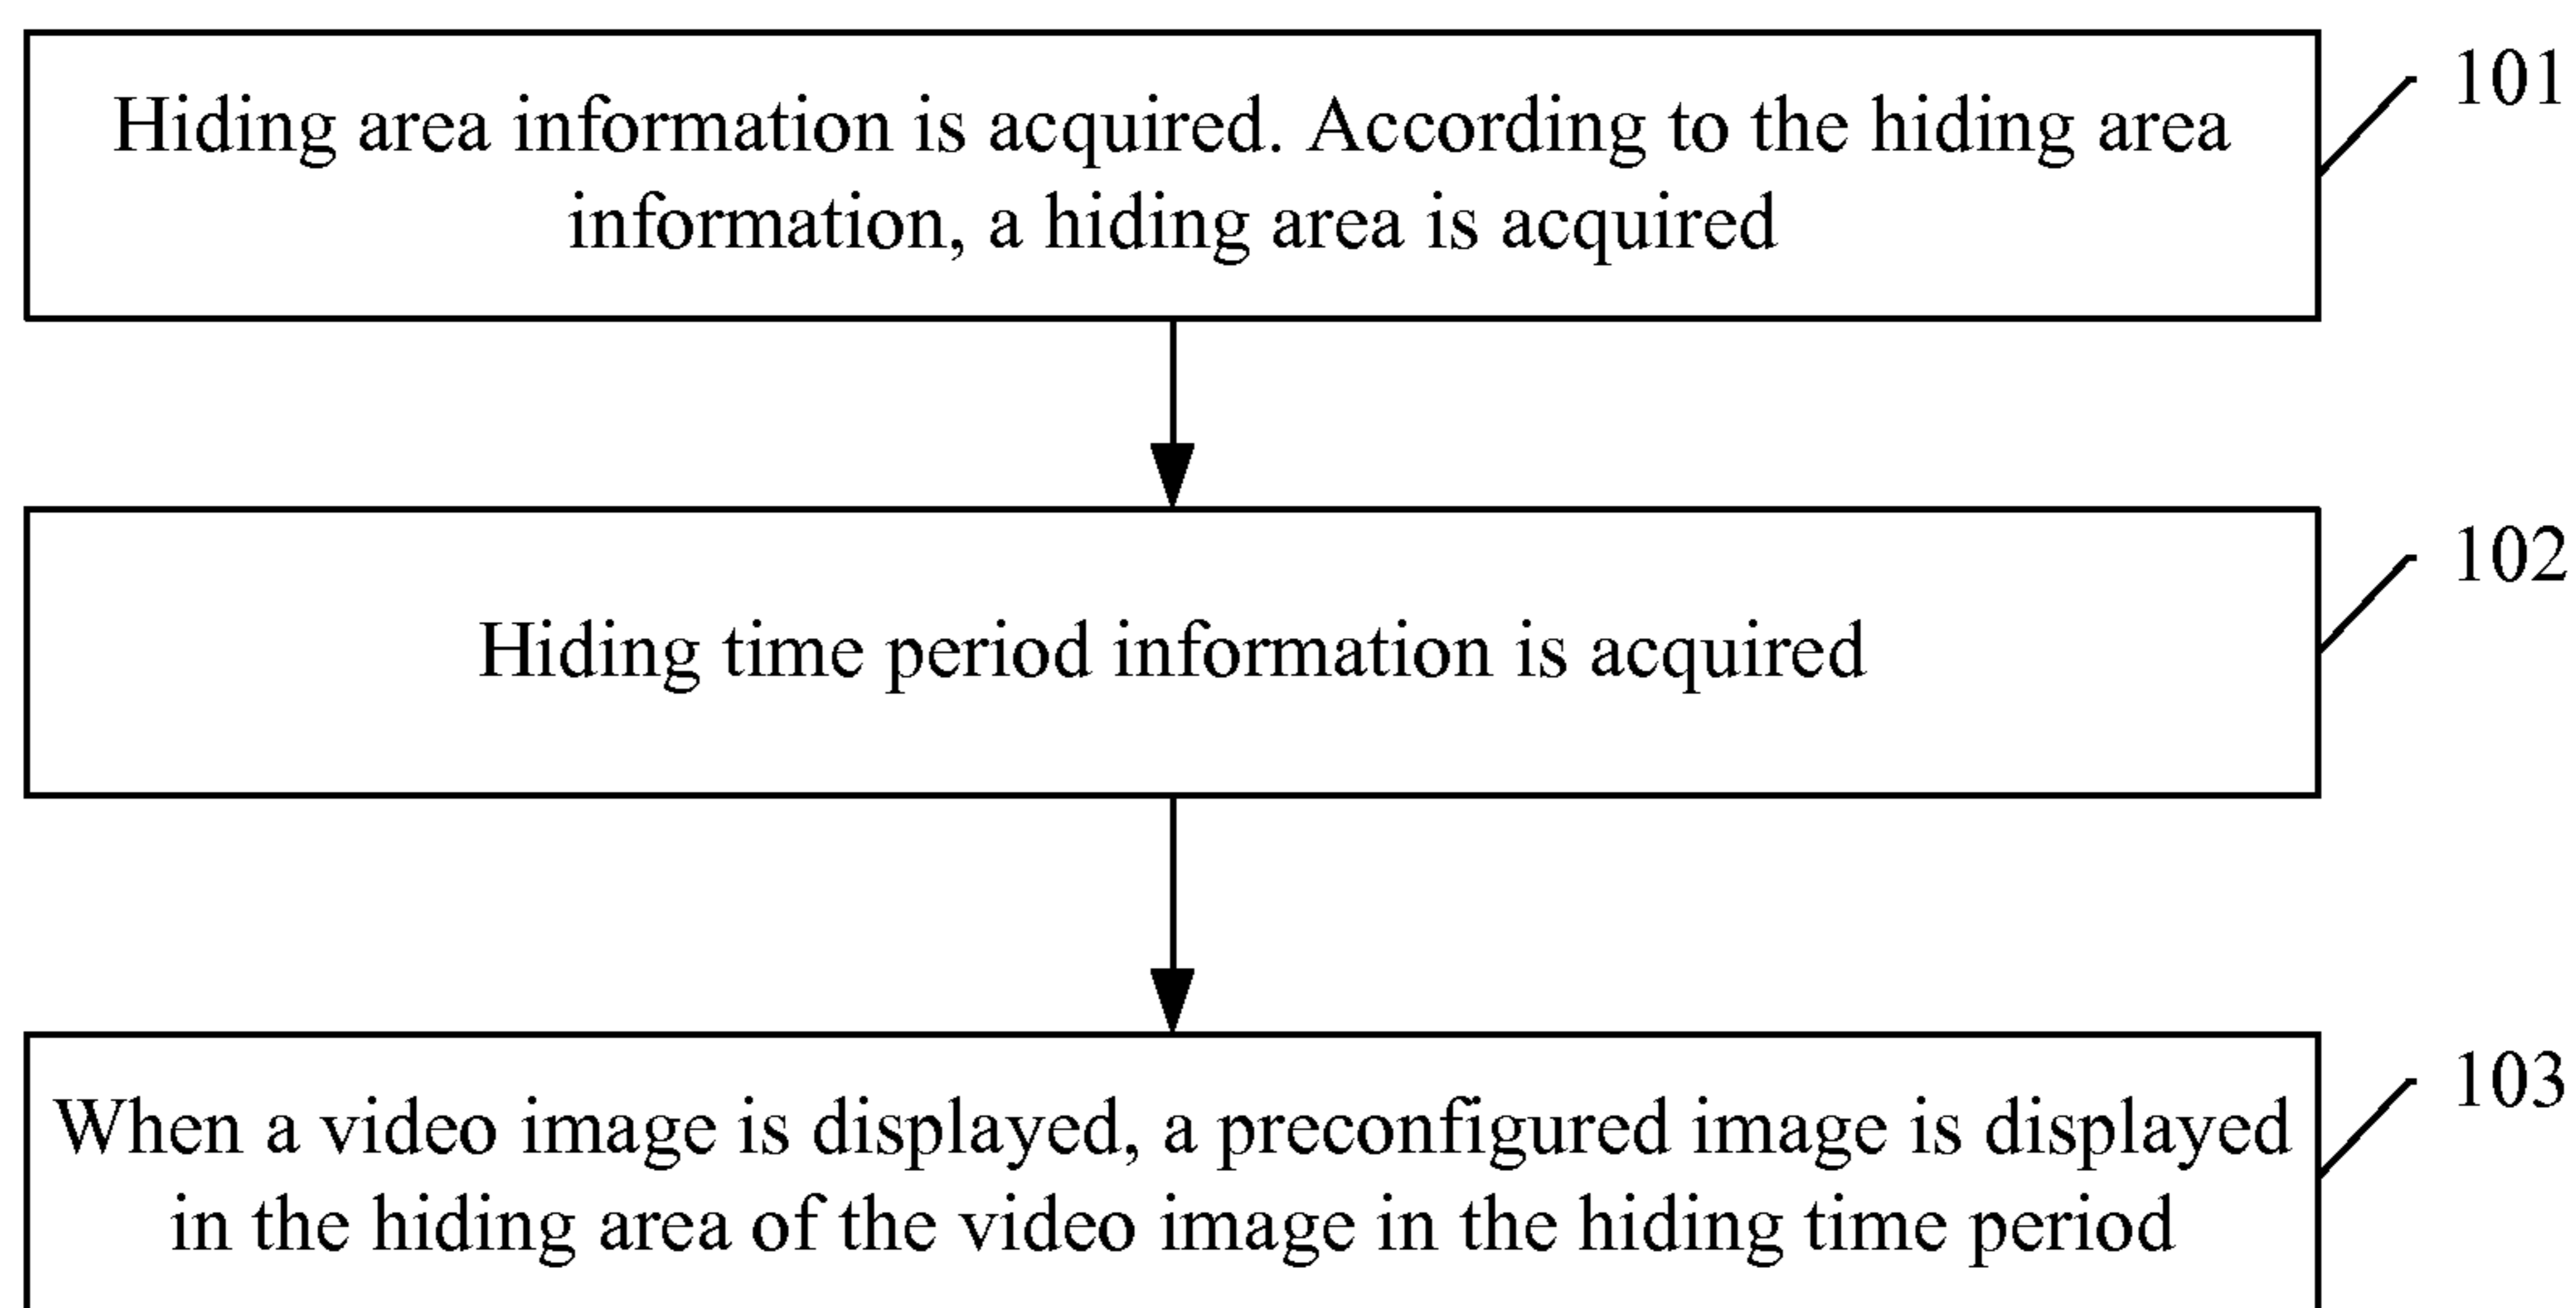 Hiding area information is acquired. According to the hiding area
information, a hiding area is acquired
101
Hiding time period information is acquired
102
When a video image is displayed, a preconfigured image is displayed
in the hiding area of the video image in the hiding time period
103